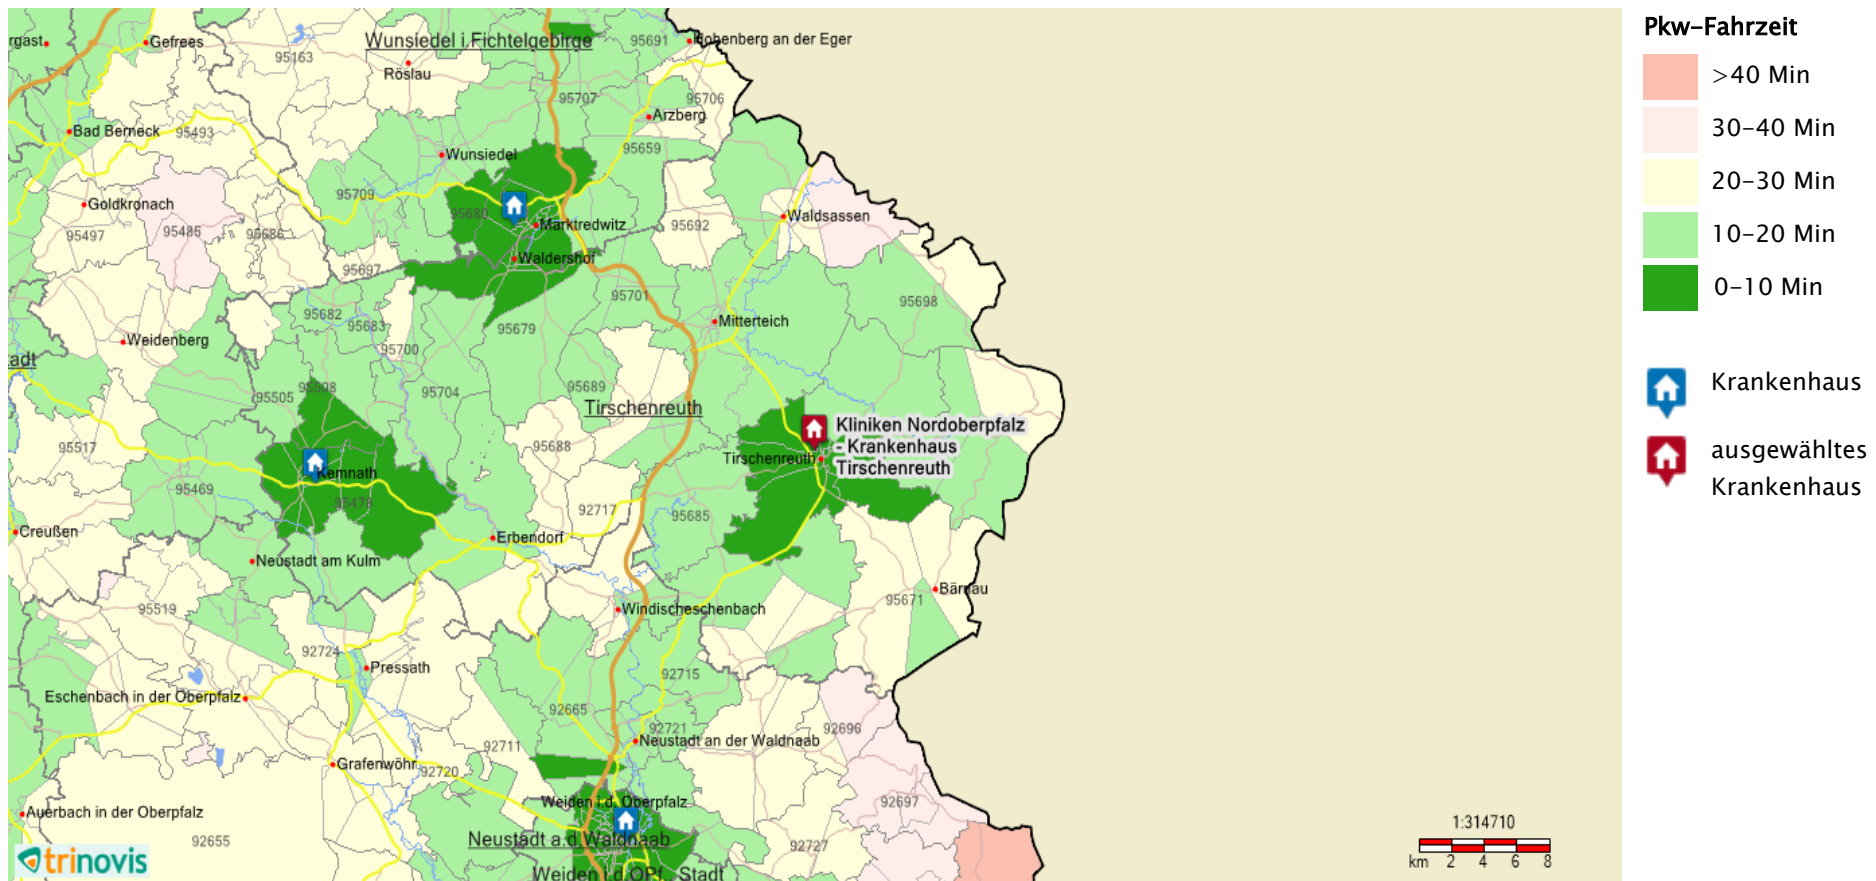 rgast
Gefrees
Wunsiedel i.Fichtelgebirge
95691
Hohenberg an der Eger
95163
Röslau
95707
95706
Arzberg
Bad Berneck
95493
95659
Wunsiedel
95709
Goldkronach
95680
95497
95485
95686
Marktredwitz
95692
Waldsassen
Waldershof
95697
95701
95698
95682
95683
95679
Mitterteich
Weidenberg
95700
adt
95508
95505
95704
95689
Tirschenreuth
95517
95688
Kliniken Nordoberpfalz
- Krankenhaus
Tirschenreuth
Tirschenreuth
Kemnath
95469
95478
92717
95685
Creußen
Erbendorf
Neustadt am Kulm
95519
Windischeschenbach
95671
Bärnau
92724
Pressath
92715
Eschenbach in der Oberpfalz
92665
92721
92696
92711
Neustadt an der Waldnaab
Grafenwöhr
92720
Weiden i.d. Oberpfalz
92697
Auerbach in der Oberpfalz
92655
Neustadt a.d.Waldnaab
92727
Weiden i.d.OPf., Stadt
trinovis
1:314710
km 2 4 6 8
Pkw-Fahrzeit
>40 Min
30-40 Min
20-30 Min
10-20 Min
0-10 Min
Krankenhaus
ausgewähltes
Krankenhaus